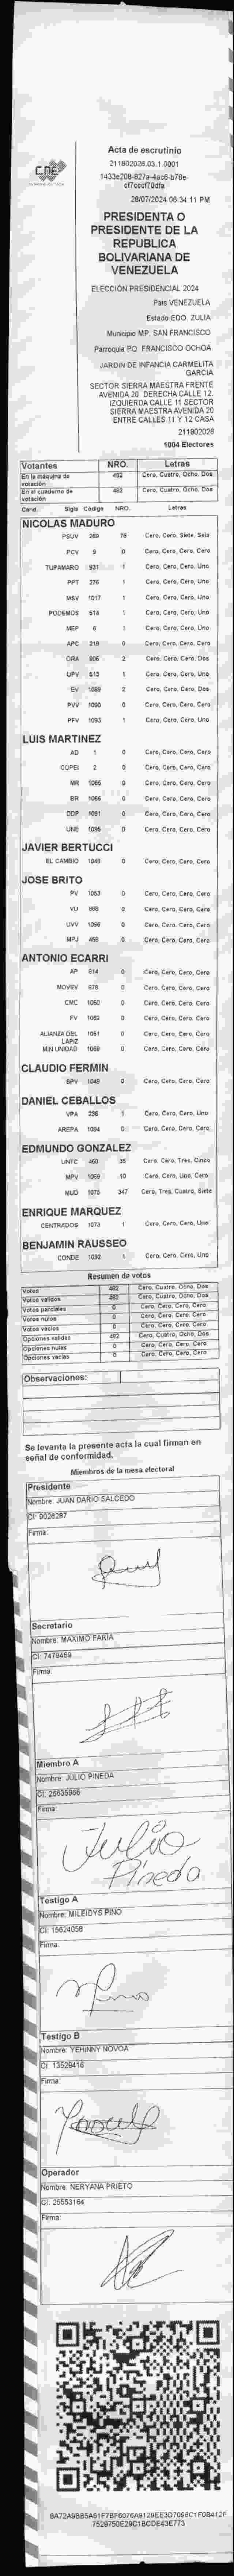 CNE
Acta de escrutinio
211802028.03.1.0001
1433e208-827a-4ac6-b78e-
cf7cccf70dfa
28/07/2024 06:34:11 PM
PRESIDENTA O
PRESIDENTE DE LA
REPUBLICA
BOLIVARIANA DE
VENEZUELA
ELECCIÓN PRESIDENCIAL 2024
Pais VENEZUELA
Estado EDO. ZULIA
Municipio MP. SAN FRANCISCO
Parroquia PQ. FRANCISCO OCHOA
JARDIN DE INFANCIA CARMELITA
GARCIA
SECTOR SIERRA MAESTRA FRENTE
AVENIDA 20. DERECHA CALLE 12.
IZQUIERDA CALLE 11 SECTOR
SIERRA MAESTRA AVENIDA 20
ENTRE CALLES 11 Y 12 CASA
211802028
1004 Electores
Votantes NRO. Letras
En la máquina de votación 482 Cero, Cuatro, Ocho, Dos
En el cuaderno de votación 482 Cero, Cuatro, Ocho, Dos
Cand. Sigla Código NRO. Letras
NICOLAS MADURO
PSUV 269 76 Cero, Cero, Siete, Seis
PCV 9 0 Cero, Cero, Cero, Cero
TUPAMARO 931 1 Cero, Cero, Cero, Uno
PPT 276 1 Cero, Cero, Cero, Uno
MSV 1017 1 Cero, Cero, Cero, Uno
PODEMOS 514 1 Cero, Cero, Cero, Uno
MEP 6 1 Cero, Cero, Cero, Uno
APC 218 0 Cero, Cero, Cero, Cero
ORA 906 2 Cero, Cero, Cero, Dos
UPV 613 1 Cero, Cero, Cero, Uno
EV 1089 2 Cero, Cero, Cero, Dos
PVV 1090 0 Cero, Cero, Cero, Cero
PFV 1093 1 Cero, Cero, Cero, Uno
LUIS MARTINEZ
AD 1 0 Cero, Cero, Cero, Cero
COPEI 2 0 Cero, Cero, Cero, Cero
MR 1065 0 Cero, Cero, Cero, Cero
BR 1066 0 Cero, Cero, Cero, Cero
DDP 1091 0 Cero, Cero, Cero, Cero
UNE 1095 0 Cero, Cero, Cero, Cero
JAVIER BERTUCCI
EL CAMBIO 1048 0 Cero, Cero, Cero, Cero
JOSE BRITO
PV 1053 0 Cero, Cero, Cero, Cero
VU 868 0 Cero, Cero, Cero, Cero
UVV 1096 0 Cero, Cero, Cero, Cero
MPJ 458 0 Cero, Cero, Cero, Cero
ANTONIO ECARRI
AP 814 0 Cero, Cero, Cero, Cero
MOVEV 878 0 Cero, Cero, Cero, Cero
CMC 1050 0 Cero, Cero, Cero, Cero
FV 1062 0 Cero, Cero, Cero, Cero
ALIANZA DEL LAPIZ 1051 0 Cero, Cero, Cero, Cero
MIN UNIDAD 1069 0 Cero, Cero, Cero, Cero
CLAUDIO FERMIN
SPV 1049 0 Cero, Cero, Cero, Cero
DANIEL CEBALLOS
VPA 236 1 Cero, Cero, Cero, Uno
AREPA 1094 0 Cero, Cero, Cero, Cero
EDMUNDO GONZALEZ
UNTC 460 35 Cero, Cero, Tres, Cinco
MPV 1069 10 Cero, Cero, Uno, Cero
MUD 1075 347 Cero, Tres, Cuatro, Siete
ENRIQUE MARQUEZ
CENTRADOS 1073 1 Cero, Cero, Cero, Uno
BENJAMIN RAUSSEO
CONDE 1092 1 Cero, Cero, Cero, Uno
Resumen de votos
Votos 482 Cero, Cuatro, Ocho, Dos
Votos validos 482 Cero, Cuatro, Ocho, Dos
Votos parciales 0 Cero, Cero, Cero, Cero
Votos nulos 0 Cero, Cero, Cero, Cero
Votos vacios 0 Cero, Cero, Cero, Cero
Opciones validas 482 Cero, Cuatro, Ocho, Dos
Opciones nulas 0 Cero, Cero, Cero, Cero
Opciones vacias 0 Cero, Cero, Cero, Cero
Observaciones:
Se levanta la presente acta la cual firman en
señal de conformidad.
Miembros de la mesa electoral
Presidente
Nombre: JUAN DARIO SALCEDO
CI: 9028287
Firma:
Secretario
Nombre: MAXIMO FARIA
CI: 7479469
Firma:
Miembro A
Nombre: JULIO PINEDA
CI: 26635966
Firma:
Julio
Pineda
Testigo A
Nombre: MILEIDYS PINO
CI: 15624058
Firma:
Testigo B
Nombre: YEHINNY NOVOA
CI: 13529416
Firma:
Operador
Nombre: NERYANA PRIETO
CI: 25553164
Firma:
8A72A9BB5A61F7BF6076A9129EE3D7096C1F0B412F
7529750E29C1BCDE43E773